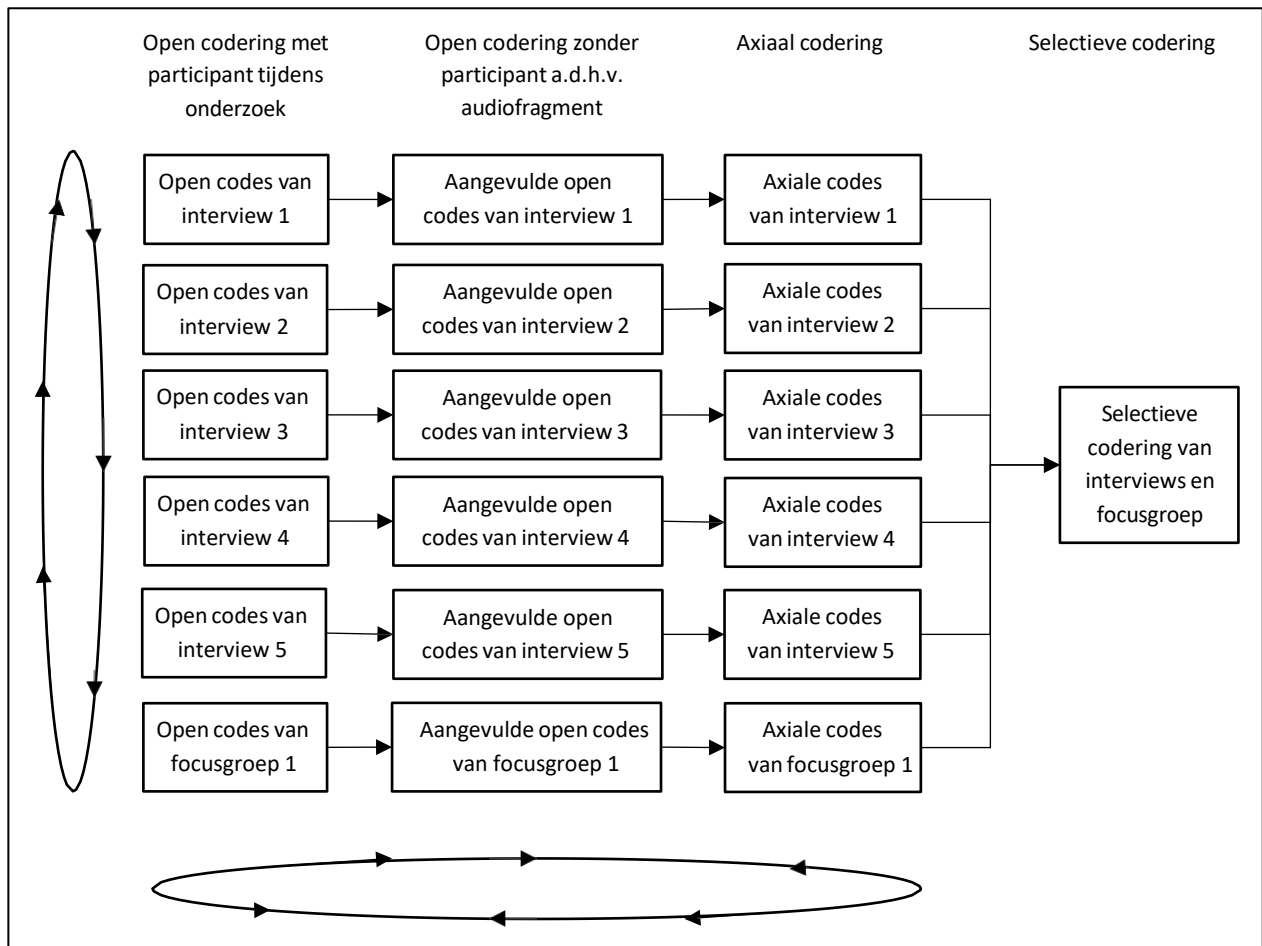 Open codering met
participant tijdens
onderzoek
Open codering zonder
participant a.d.h.v.
audiofragment
Axiaal codering
Selectieve codering
Open codes van
interview 1
Aangevulde open
codes van interview 1
Axiale codes
van interview 1
Open codes van
interview 2
Aangevulde open
codes van interview 2
Axiale codes
van interview 2
Open codes van
interview 3
Aangevulde open
codes van interview 3
Axiale codes
van interview 3
Open codes van
interview 4
Aangevulde open
codes van interview 4
Axiale codes
van interview 4
Open codes van
interview 5
Aangevulde open
codes van interview 5
Axiale codes
van interview 5
Open codes van
focusgroep 1
Aangevulde open codes
van focusgroep 1
Axiale codes
van focusgroep 1
Selectieve
codering van
interviews en
focusgroep